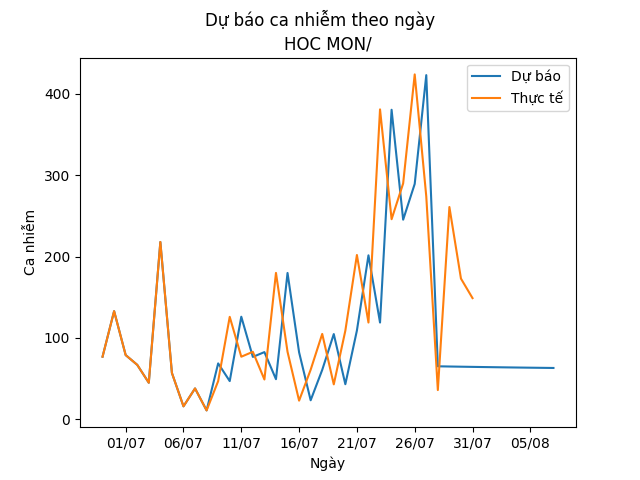 Dự báo ca nhiễm theo ngày
HOC MON/
Dự báo
Thực tế
400
300
200
100
0
Ca nhiễm
01/07 06/07 11/07 16/07 21/07 26/07 31/07 05/08
Ngày